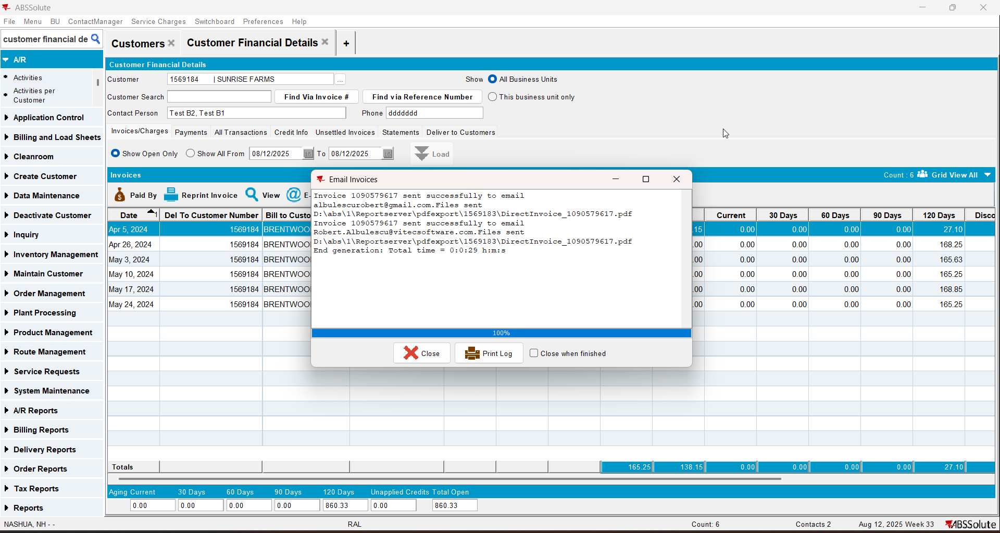 ABSSolute
File Menu BU ContactManager Service Charges Switchboard Preferences Help
customer financial de
Customers
Customer Financial Details
+
A/R
Activities
Activities per
Customer
Application Control
Billing and Load Sheets
Cleanroom
Create Customer
Data Maintenance
Deactivate Customer
Inquiry
Inventory Management
Maintain Customer
Order Management
Plant Processing
Product Management
Route Management
Service Requests
System Maintenance
A/R Reports
Billing Reports
Delivery Reports
Order Reports
Tax Reports
Reports
Customer Financial Details
Customer 1569184 | SUNRISE FARMS ... Show All Business Units
Customer Search Find Via Invoice # Find via Reference Number This business unit only
Contact Person Test B2, Test B1 Phone ddddddd
Invoices/Charges Payments All Transactions Credit Info Unsettled Invoices Statements Deliver to Customers
Show Open Only Show All From 08/12/2025 To 08/12/2025 Load
Invoices Count : 6 Grid View All
Paid By Reprint Invoice View E-
Date 1 Del To Customer Number Bill to Custo Current 30 Days 60 Days 90 Days 120 Days Disco
Apr 5, 2024 1569184 BRENTWOO .15 0.00 0.00 0.00 0.00 27.10
Apr 26, 2024 1569184 BRENTWOO .00 0.00 0.00 0.00 0.00 168.25
May 3, 2024 1569184 BRENTWOO .00 0.00 0.00 0.00 0.00 165.63
May 10, 2024 1569184 BRENTWOO .00 0.00 0.00 0.00 0.00 165.25
May 17, 2024 1569184 BRENTWOO .00 0.00 0.00 0.00 0.00 168.85
May 24, 2024 1569184 BRENTWOO .00 0.00 0.00 0.00 0.00 165.25
Email Invoices
Invoice 1090579617 sent successfully to email
albulescurobert@gmail.com.Files sent
D:\abs\1\Reportserver\pdfexport\1569183\DirectInvoice_1090579617.pdf
Invoice 1090579617 sent successfully to email
Robert.Albulescu@vitecsoftware.com.Files sent
D:\abs\1\Reportserver\pdfexport\1569183\DirectInvoice_1090579617.pdf
End generation: Total time = 0:0:29 h:m:s
100%
Close Print Log Close when finished
Totals 165.25 138.15 0.00 0.00 0.00 0.00 27.10
Aging Current 30 Days 60 Days 90 Days 120 Days Unapplied Credits Total Open
0.00 0.00 0.00 0.00 860.33 0.00 860.33
NASHUA, NH - - RAL Count: 6 Contacts 2 Aug 12, 2025 Week 33 ABSSolute